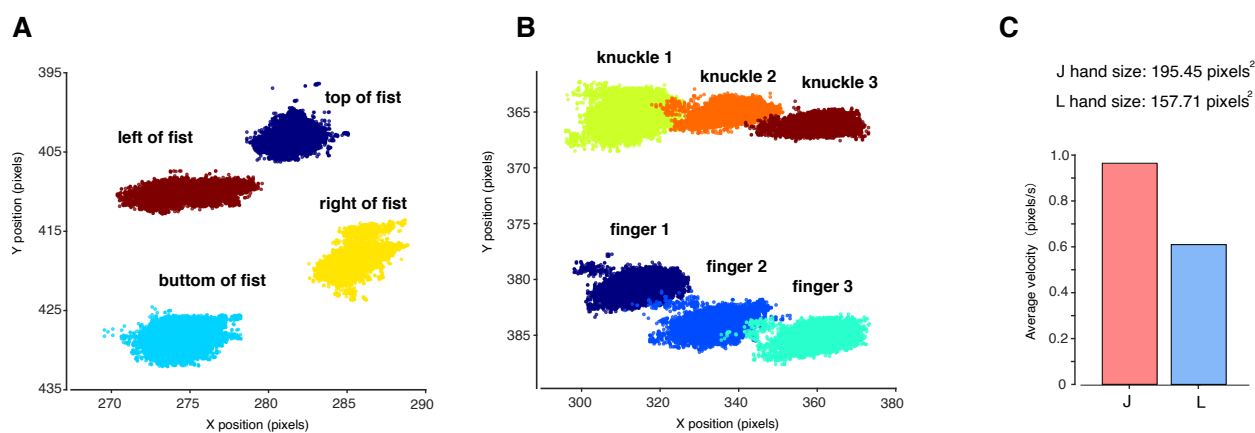 A
395
405
415
425
435
Y position (pixels)
top of fist
left of fist
right of fist
buttom of fist
270
275
280
285
290
X position (pixels)
B
365
370
375
380
385
Y position (pixels)
knuckle 1
knuckle 2
knuckle 3
finger 1
finger 2
finger 3
300
320
340
360
380
X position (pixels)
C
J hand size: 195.45 pixels²
L hand size: 157.71 pixels²
1.0
0.8
0.6
0.4
0.2
0
Average velocity (pixels/s)
J
L